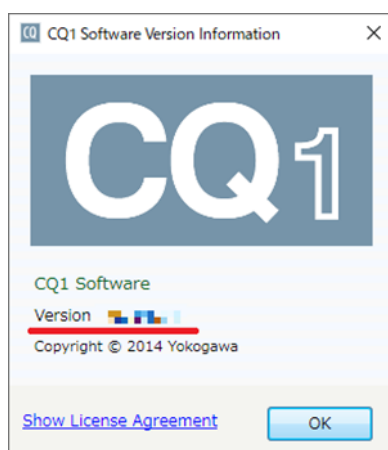 CQ1 Software Version Information
CQ1
CQ1 Software
Version
Copyright © 2014 Yokogawa
Show License Agreement
OK